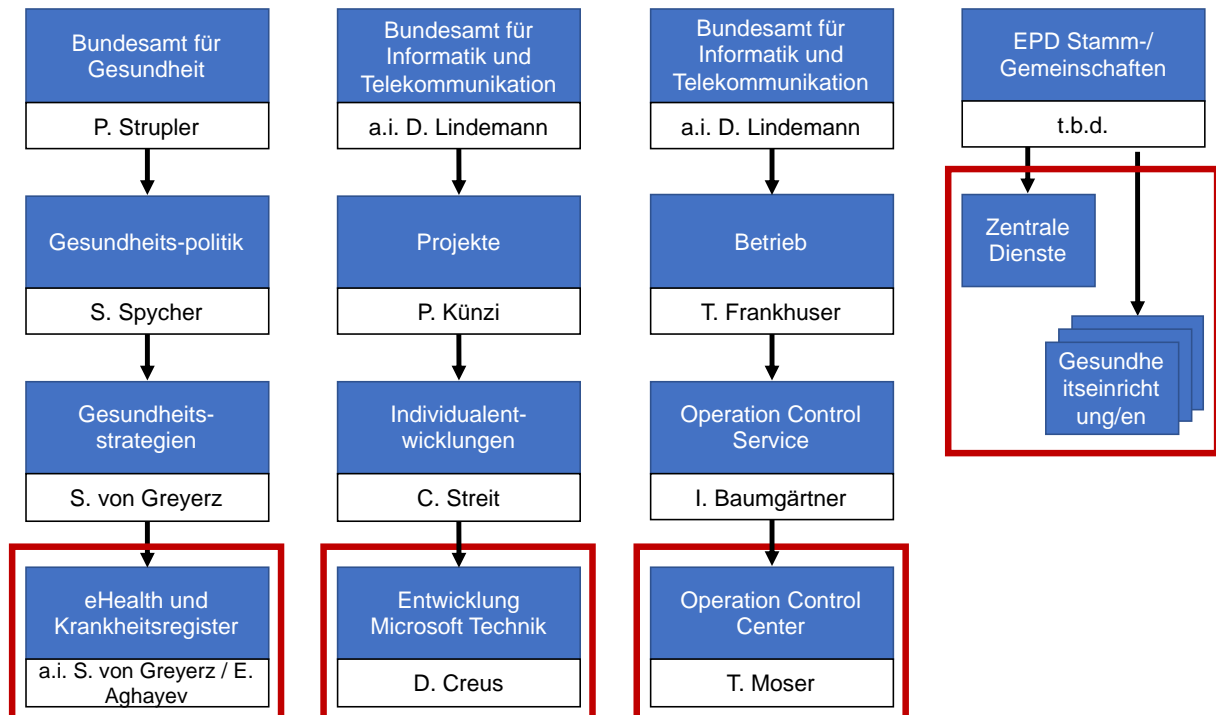 Bundesamt für
Gesundheit
P. Strupler
Gesundheits-politik
S. Spycher
Gesundheits-
strategien
S. von Greyerz
eHealth und
Krankheitsregister
a.i. S. von Greyerz / E.
Aghayev
Bundesamt für
Informatik und
Telekommunikation
a.i. D. Lindemann
Projekte
P. Künzi
Individualent-
wicklungen
C. Streit
Entwicklung
Microsoft Technik
D. Creus
Bundesamt für
Informatik und
Telekommunikation
a.i. D. Lindemann
Betrieb
T. Frankhuser
Operation Control
Service
I. Baumgärtner
Operation Control
Center
T. Moser
EPD Stamm-/
Gemeinschaften
t.b.d.
Zentrale
Dienste
Gesundhe
itseinricht
ung/en